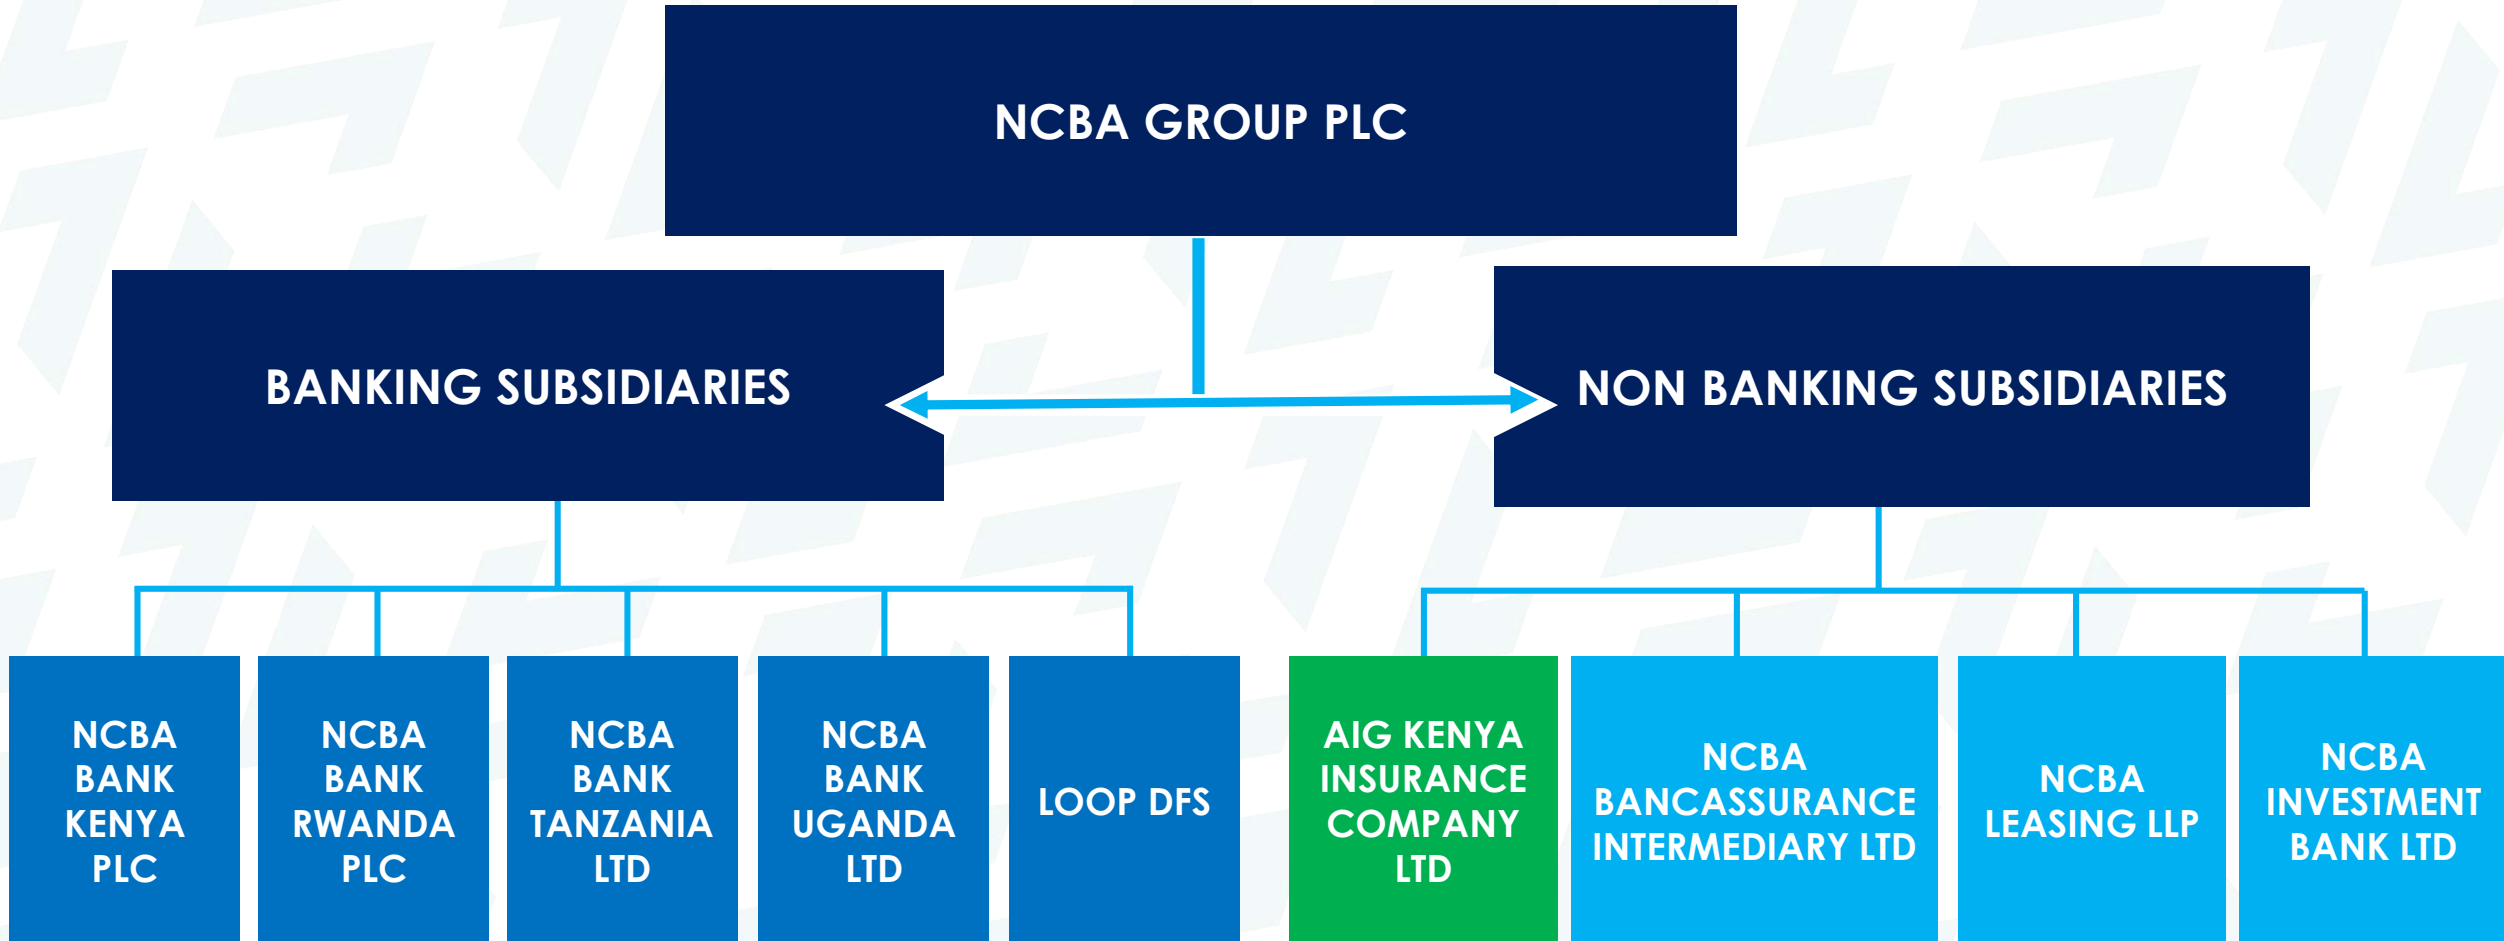 NCBA GROUP PLC
BANKING SUBSIDIARIES
NON BANKING SUBSIDIARIES
NCBA
BANK
KENYA
PLC
NCBA
BANK
RWANDA
PLC
NCBA
BANK
TANZANIA
LTD
NCBA
BANK
UGANDA
LTD
LOOP DFS
AIG KENYA
INSURANCE
COMPANY
LTD
NCBA
BANCASSURANCE
INTERMEDIARY LTD
NCBA
LEASING LLP
NCBA
INVESTMENT
BANK LTD